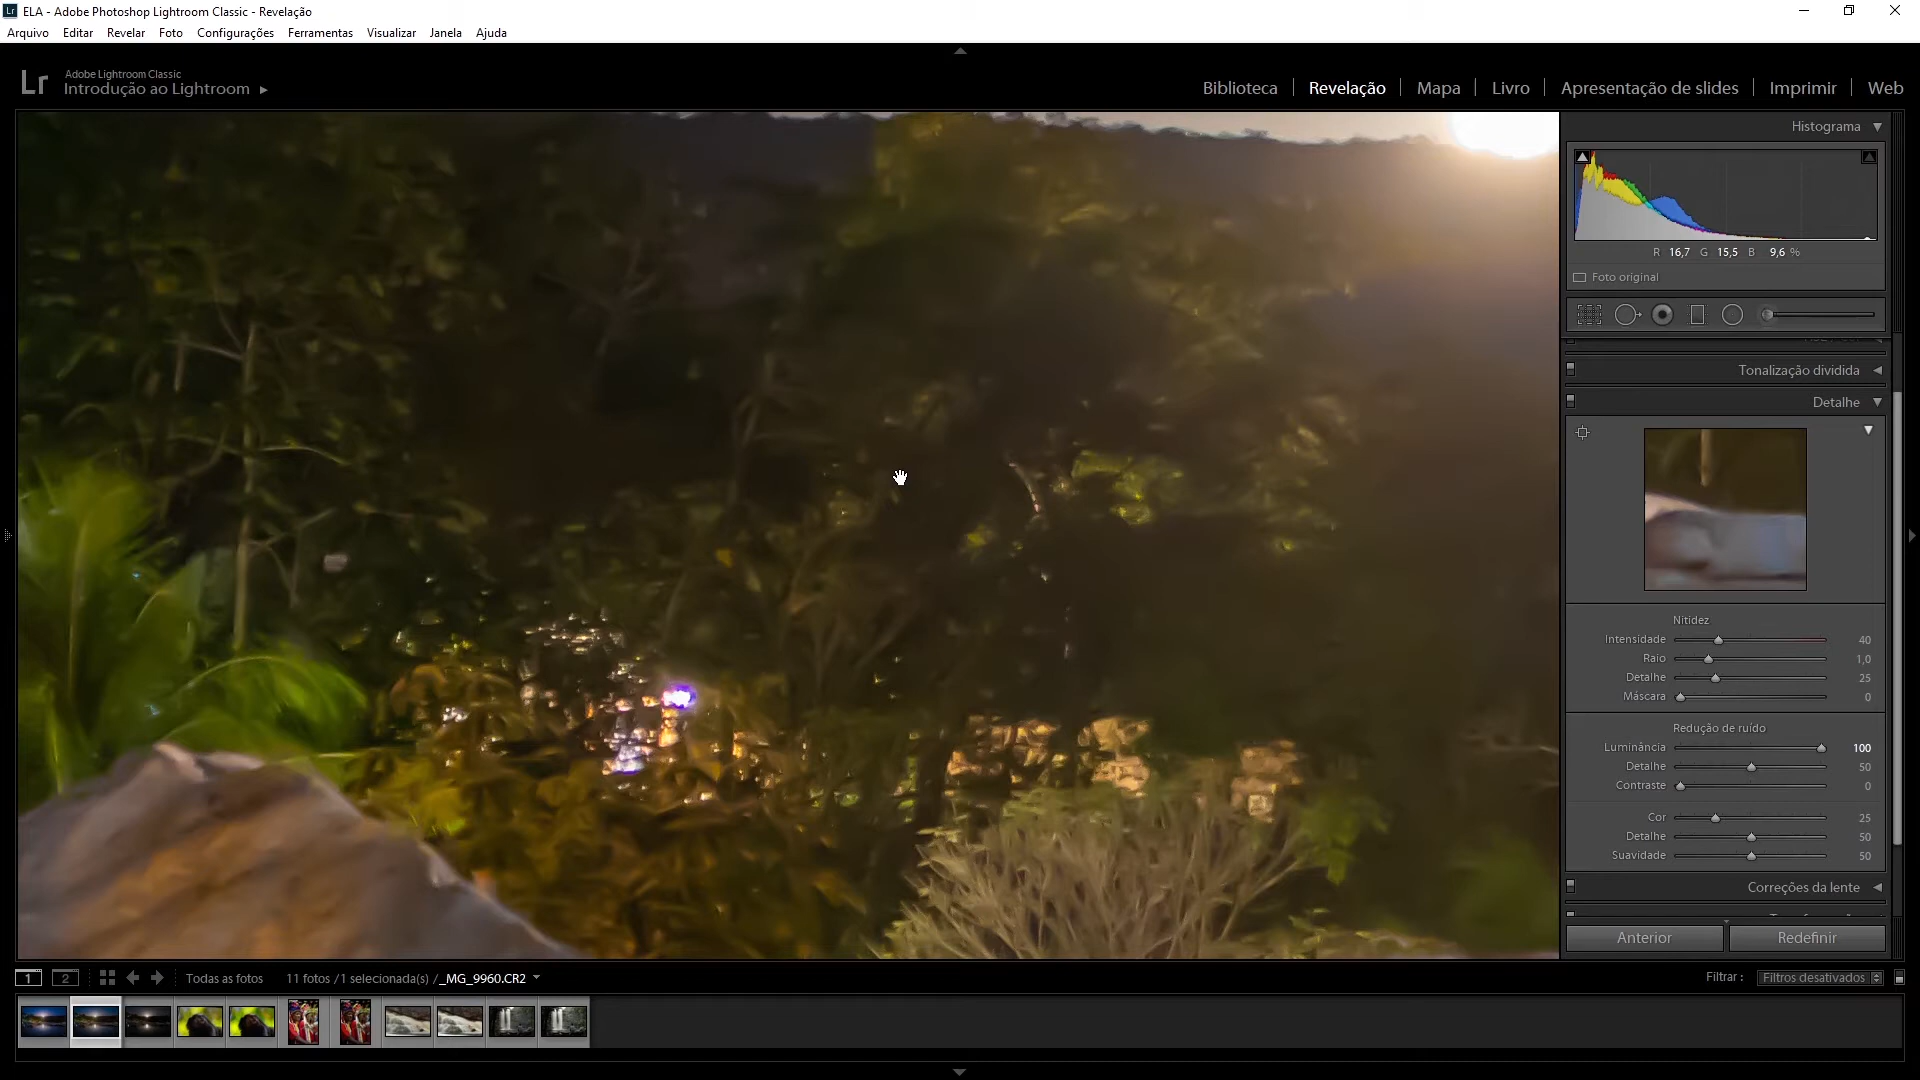 Lr ELA - Adobe Photoshop Lightroom Classic - Revelação
Arquivo Editar Revelar Foto Configurações Ferramentas Visualizar Janela Ajuda
Lr
Adobe Lightroom Classic
Introdução ao Lightroom
Biblioteca Revelação Mapa Livro Apresentação de slides Imprimir Web
Histograma
R 16,7 G 15,5 B 9,6 %
Foto original
Tonalização dividida
Detalhe
Nitidez
Intensidade 40
Raio 1,0
Detalhe 25
Máscara 0
Redução de ruído
Luminância 100
Detalhe 50
Contraste 0
Cor 25
Detalhe 50
Suavidade 50
Correções da lente
Anterior Redefinir
1 2 Todas as fotos 11 fotos /1 selecionada(s) /_MG_9960.CR2 Filtrar : Filtros desativados